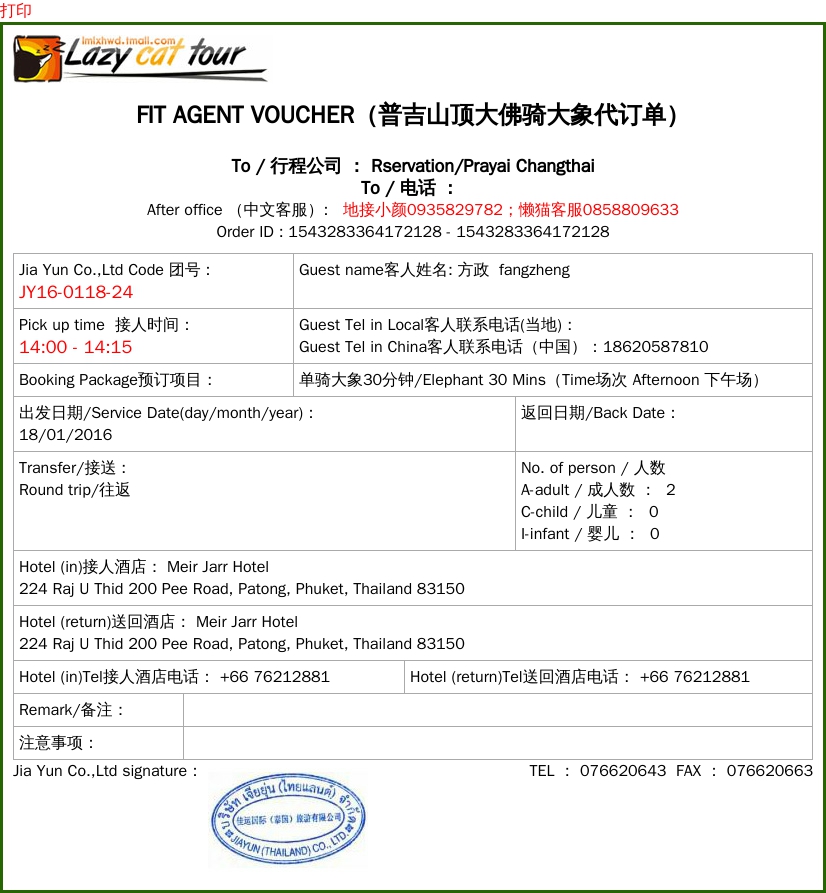 打印
lmlxhwd.tmall.com
Lazy cat tour
FIT AGENT VOUCHER（普吉山顶大佛骑大象代订单）
To / 行程公司 ： Rservation/Prayai Changthai
To / 电话 ：
After office （中文客服）: 地接小颜0935829782；懒猫客服0858809633
Order ID : 1543283364172128 - 1543283364172128
Jia Yun Co.,Ltd Code 团号：
JY16-0118-24
Guest name客人姓名: 方政 fangzheng
Pick up time 接人时间：
14:00 - 14:15
Guest Tel in Local客人联系电话(当地)：
Guest Tel in China客人联系电话（中国）：18620587810
Booking Package预订项目：
单骑大象30分钟/Elephant 30 Mins（Time场次 Afternoon 下午场）
出发日期/Service Date(day/month/year)：
18/01/2016
返回日期/Back Date：
Transfer/接送：
Round trip/往返
No. of person / 人数
A-adult / 成人数 ： 2
C-child / 儿童 ： 0
I-infant / 婴儿 ： 0
Hotel (in)接人酒店： Meir Jarr Hotel
224 Raj U Thid 200 Pee Road, Patong, Phuket, Thailand 83150
Hotel (return)送回酒店： Meir Jarr Hotel
224 Raj U Thid 200 Pee Road, Patong, Phuket, Thailand 83150
Hotel (in)Tel接人酒店电话： +66 76212881
Hotel (return)Tel送回酒店电话： +66 76212881
Remark/备注：
注意事项：
Jia Yun Co.,Ltd signature :
TEL ： 076620643 FAX ： 076620663
บริษัท เจียยุ่น (ไทยแลนด์) จำกัด
佳运国际（泰国）旅游有限公司
JIAYUN (THAILAND) CO., LTD.